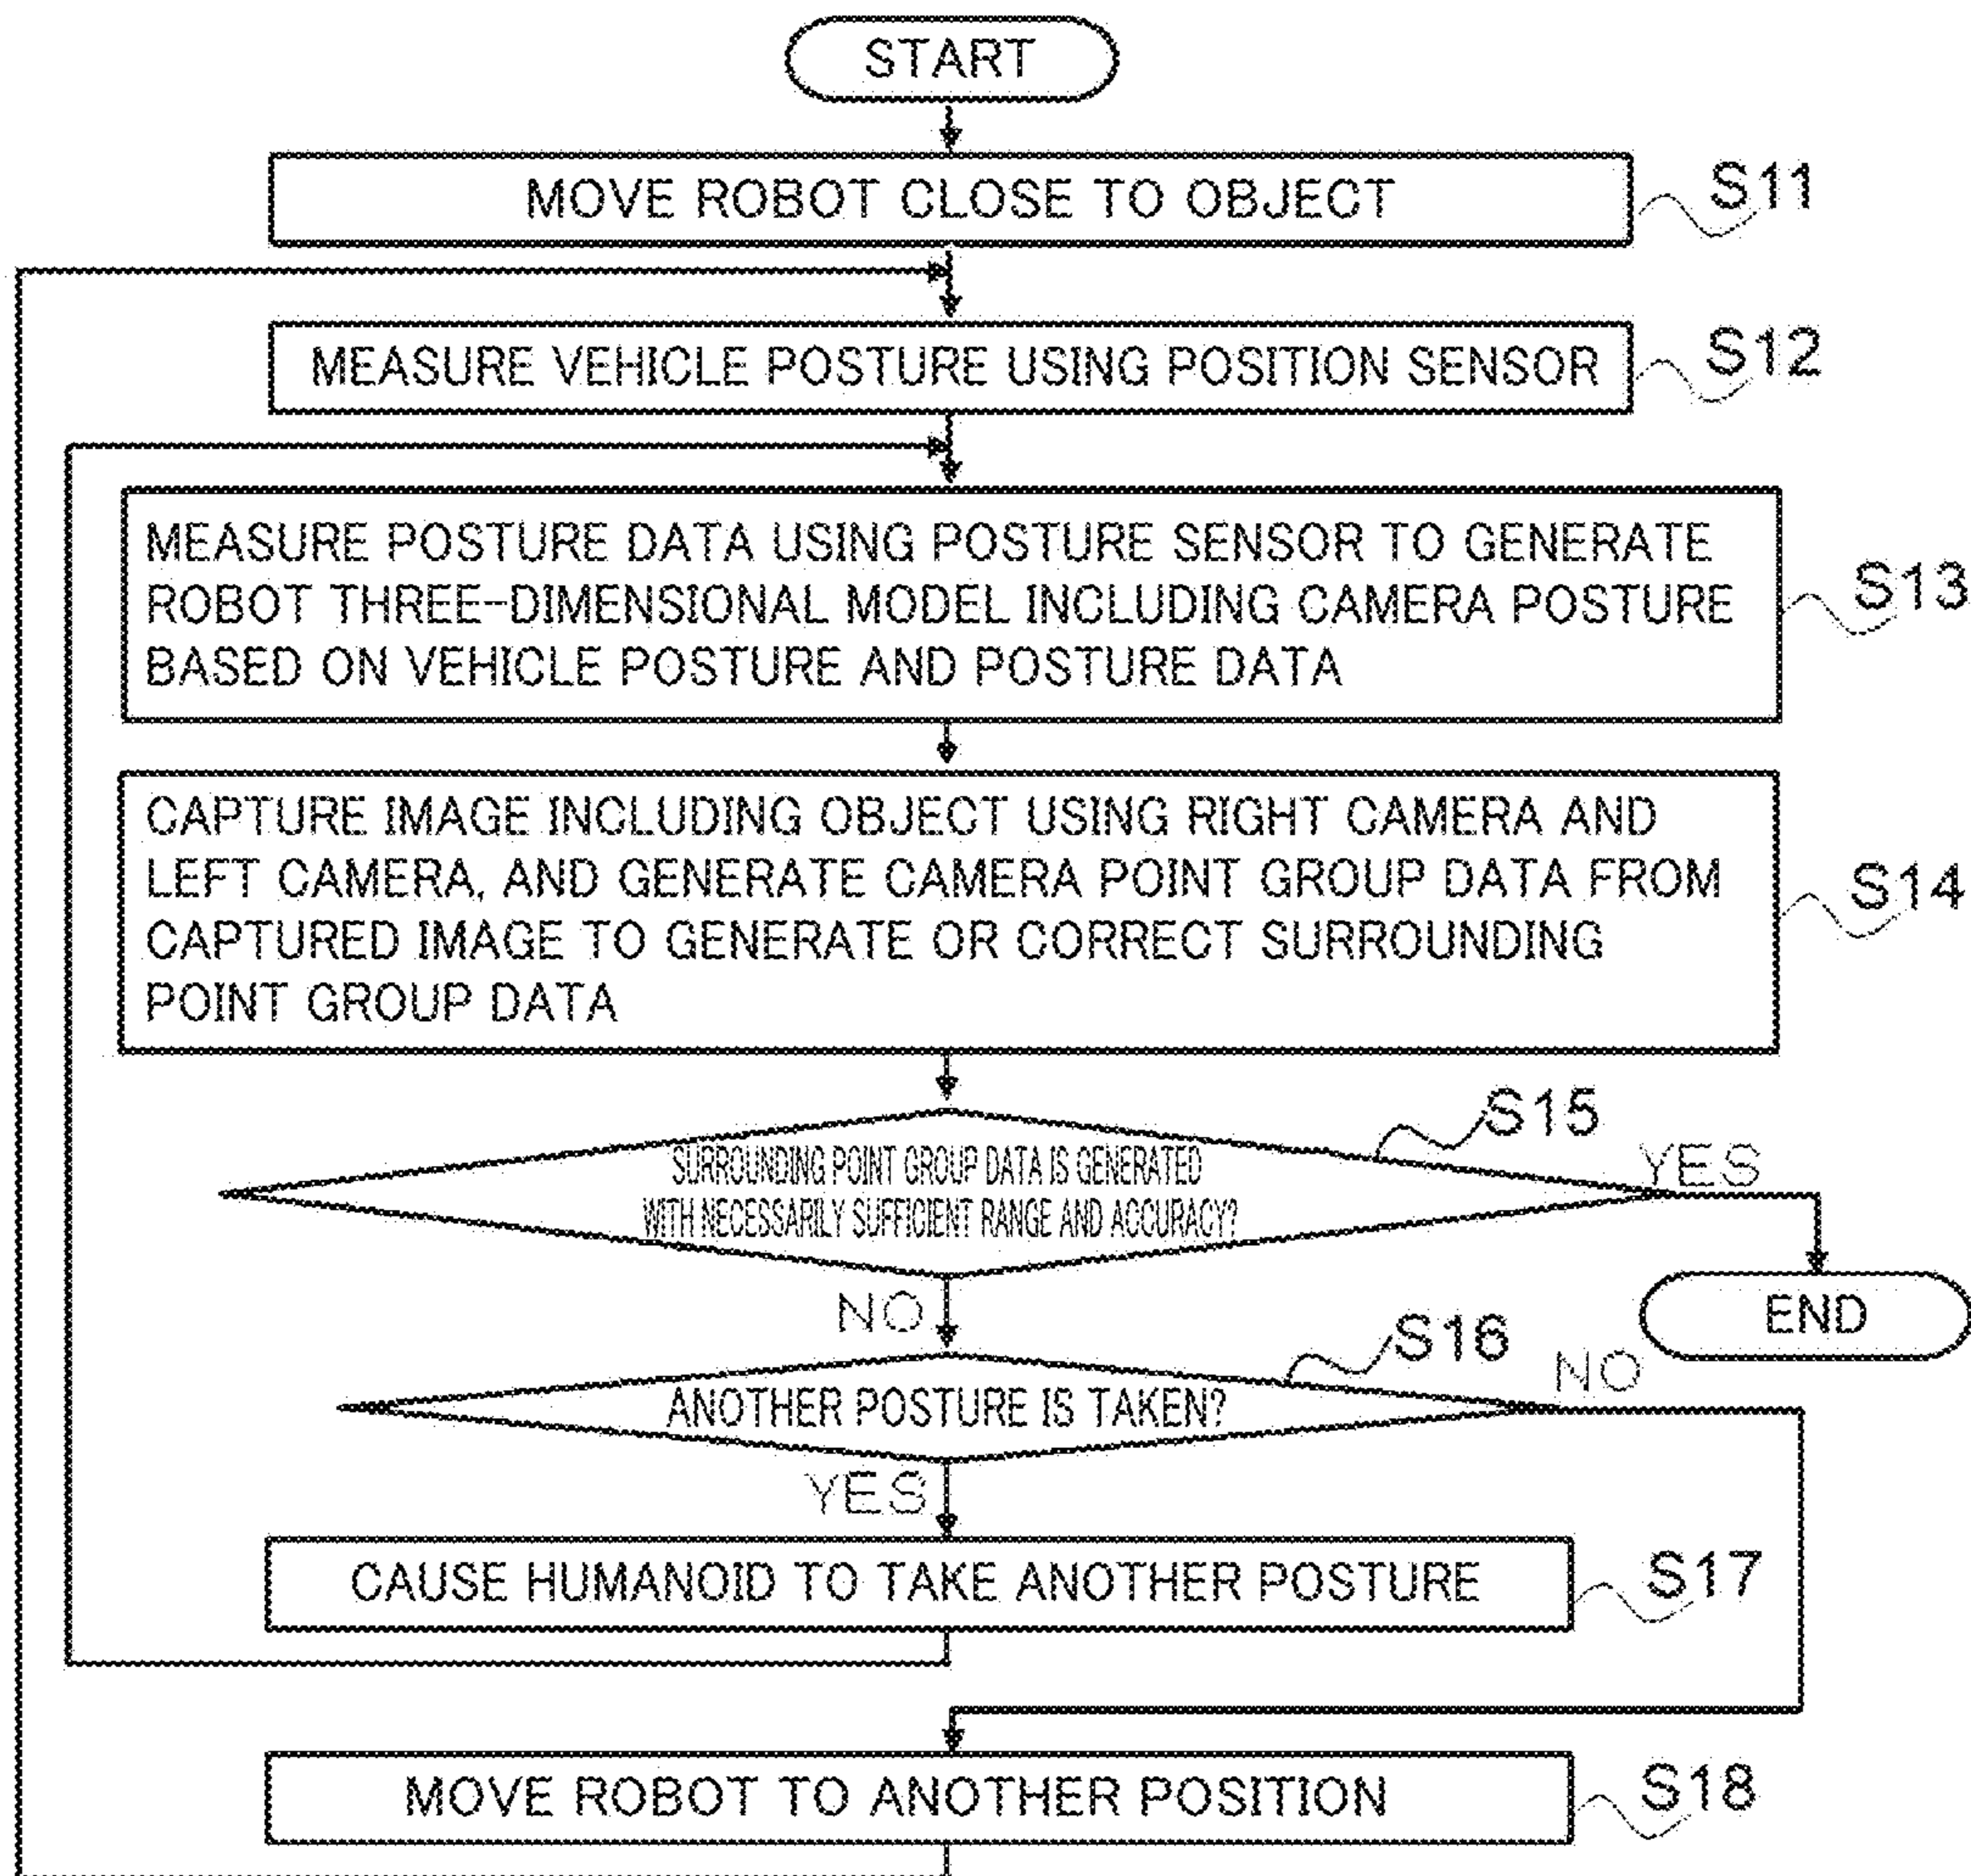 START
MOVE ROBOT CLOSE TO OBJECT
S11
MEASURE VEHICLE POSTURE USING POSITION SENSOR
S12
MEASURE POSTURE DATA USING POSTURE SENSOR TO GENERATE
ROBOT THREE-DIMENSIONAL MODEL INCLUDING CAMERA POSTURE
BASED ON VEHICLE POSTURE AND POSTURE DATA
S13
CAPTURE IMAGE INCLUDING OBJECT USING RIGHT CAMERA AND
LEFT CAMERA, AND GENERATE CAMERA POINT GROUP DATA FROM
CAPTURED IMAGE TO GENERATE OR CORRECT SURROUNDING
POINT GROUP DATA
S14
S15
SURROUNDING POINT GROUP DATA IS GENERATED
WITH NECESSARILY SUFFICIENT RANGE AND ACCURACY?
YES
END
NO
S16
ANOTHER POSTURE IS TAKEN?
NO
YES
CAUSE HUMANOID TO TAKE ANOTHER POSTURE
S17
MOVE ROBOT TO ANOTHER POSITION
S18